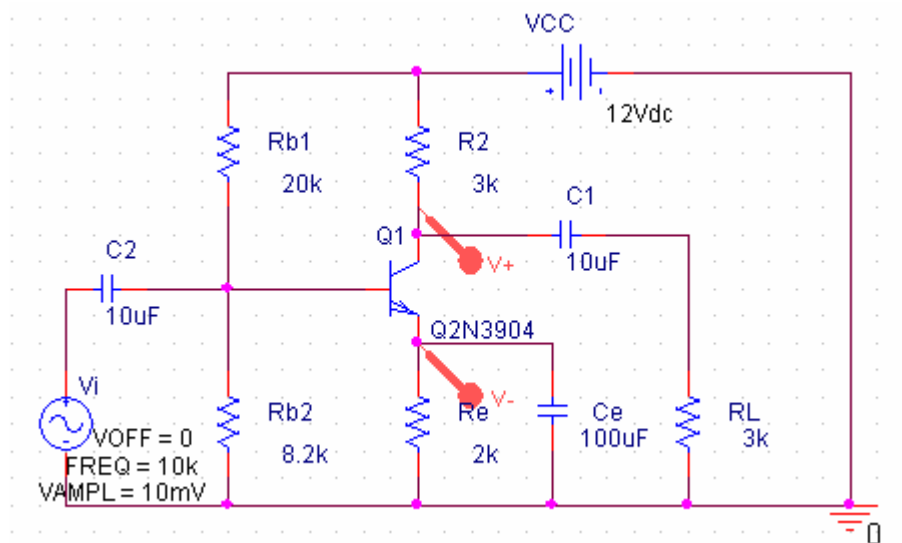 VCC
12Vdc
Rb1
20k
R2
3k
C1
10uF
Q1
V+
C2
10uF
Q2N3904
V-
Vi
VOFF = 0
FREQ = 10k
VAMPL = 10mV
Rb2
8.2k
Re
2k
Ce
100uF
RL
3k
0